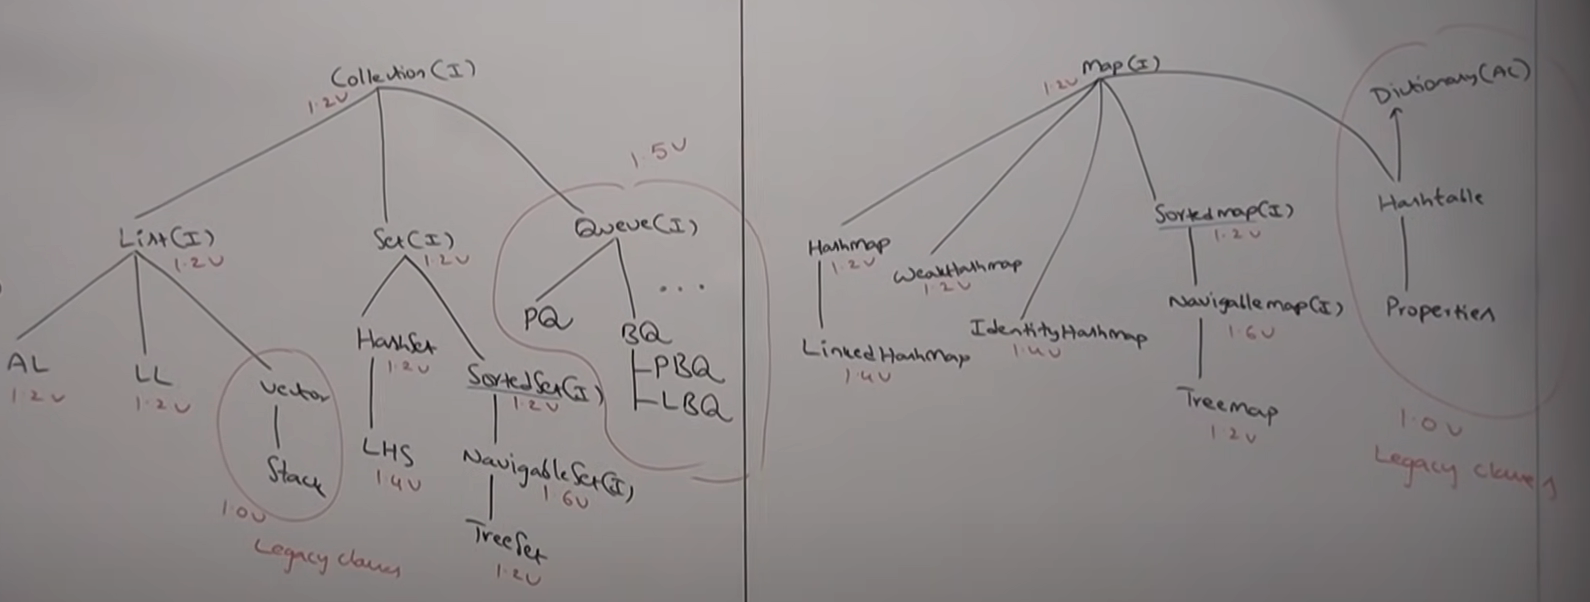 Collection(I)
1.2v
List(I)
1.2v
AL
1.2v
LL
1.2v
Vector
Stack
1.0v
Legacy classes
Set(I)
1.2v
HashSet
1.2v
LHS
1.4v
SortedSet(I)
1.2v
NavigableSet(I)
1.6v
TreeSet
1.2v
1.5v
Queue(I)
PQ
BQ
...
PBQ
LBQ
Map(I)
1.2v
Hashmap
1.2v
LinkedHashMap
1.4v
WeakHashmap
1.2v
IdentityHashmap
1.4v
Sortedmap(I)
1.2v
Navigablemap(I)
1.6v
Treemap
1.2v
Dictionary(AC)
Hashtable
Properties
1.0v
Legacy classes